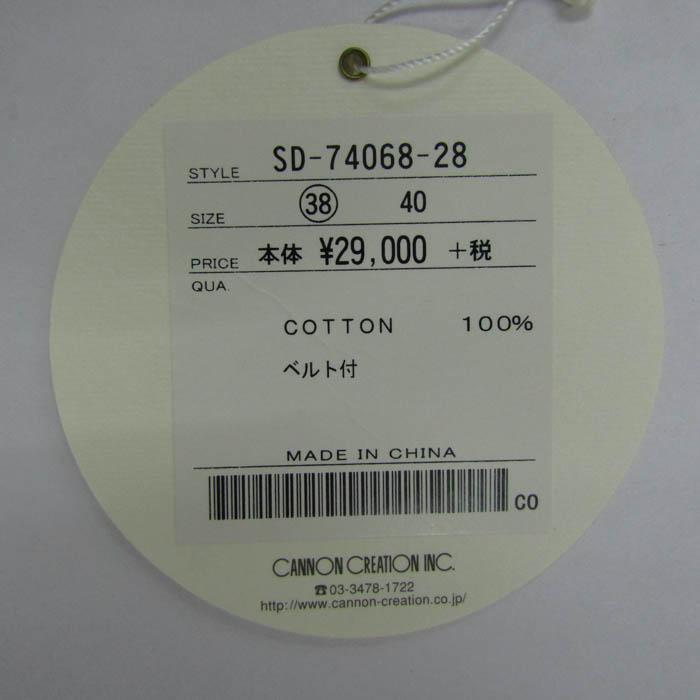 STYLE SD-74068-28
SIZE 38 40
PRICE 本体 ¥29,000 +税
QUA.
COTTON 100%
ベルト付
MADE IN CHINA
CO
CANNON CREATION INC.
☎03-3478-1722
http://www.cannon-creation.co.jp/